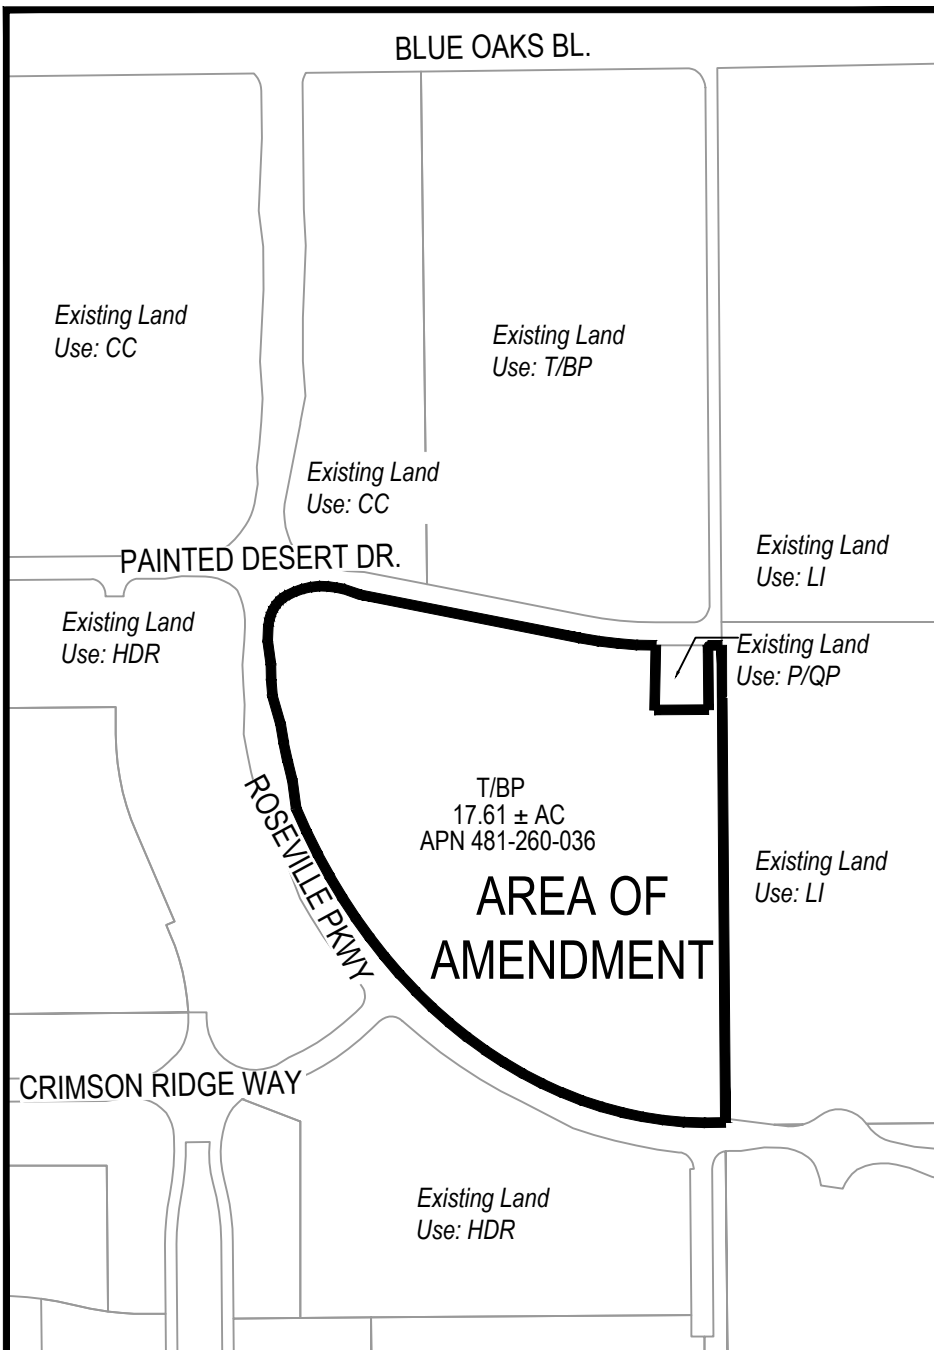 BLUE OAKS BL.
Existing Land
Use: CC
Existing Land
Use: T/BP
Existing Land
Use: CC
PAINTED DESERT DR.
Existing Land
Use: LI
Existing Land
Use: HDR
Existing Land
Use: P/QP
T/BP
17.61 ± AC
APN 481-260-036
AREA OF
AMENDMENT
ROSEVILLE PKWY
Existing Land
Use: LI
CRIMSON RIDGE WAY
Existing Land
Use: HDR